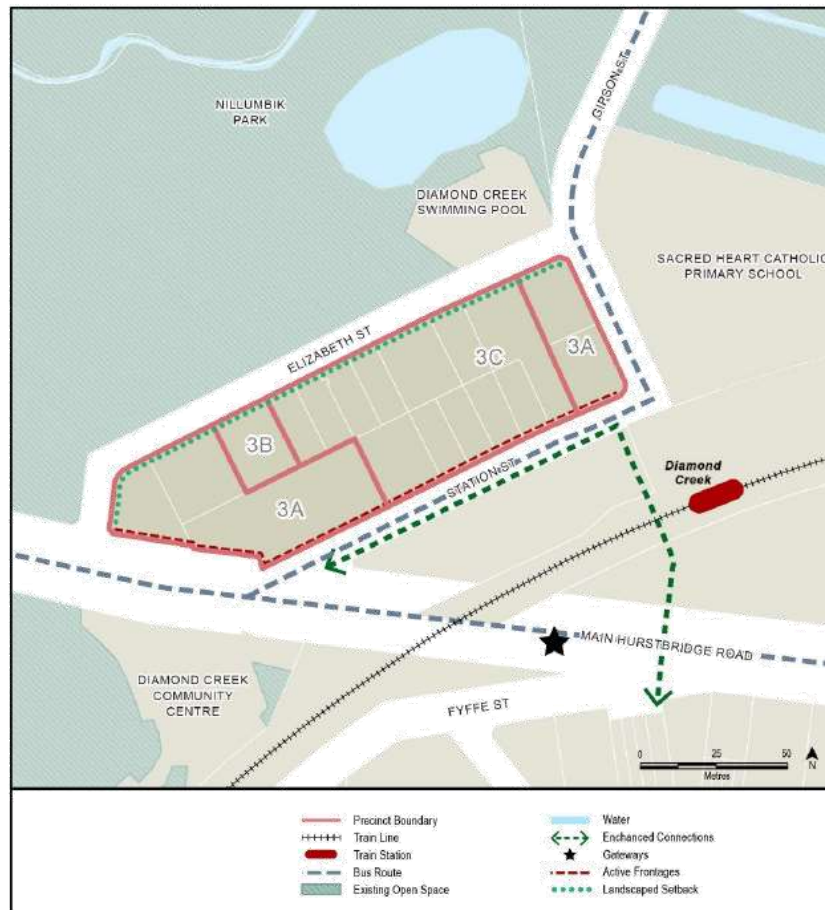 NILLUMBIK
PARK
GIPSON ST
DIAMOND CREEK
SWIMMING POOL
SACRED HEART CATHOLIC
PRIMARY SCHOOL
ELIZABETH ST
3C
3A
3B
3A
STATION ST
Diamond
Creek
MAIN HURSTBRIDGE ROAD
DIAMOND CREEK
COMMUNITY
CENTRE
FYFFE ST
0 25 50
Metres
N
Precinct Boundary
Train Line
Train Station
Bus Route
Existing Open Space
Water
Enchanced Connections
Gateways
Active Frontages
Landscaped Setback